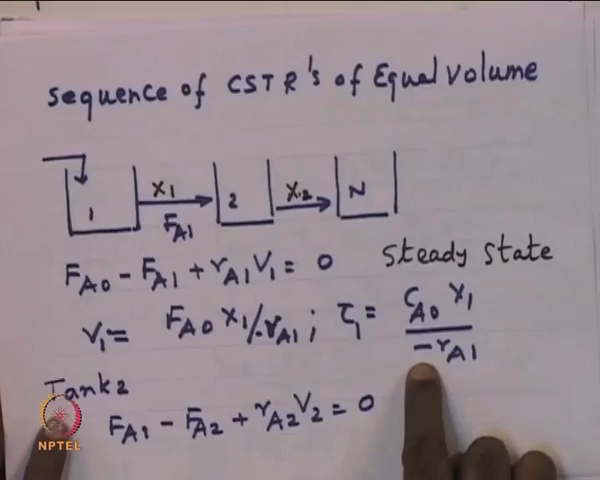 Sequence of CSTR's of Equal Volume
1 X1 FA1 2 X2 N
FA0 - FA1 + rA1 V1 = 0 Steady State
V1 = FA0 X1/-rA1 ; τ1 = CA0 X1 / -rA1
Tank 2
FA1 - FA2 + rA2 V2 = 0
NPTEL